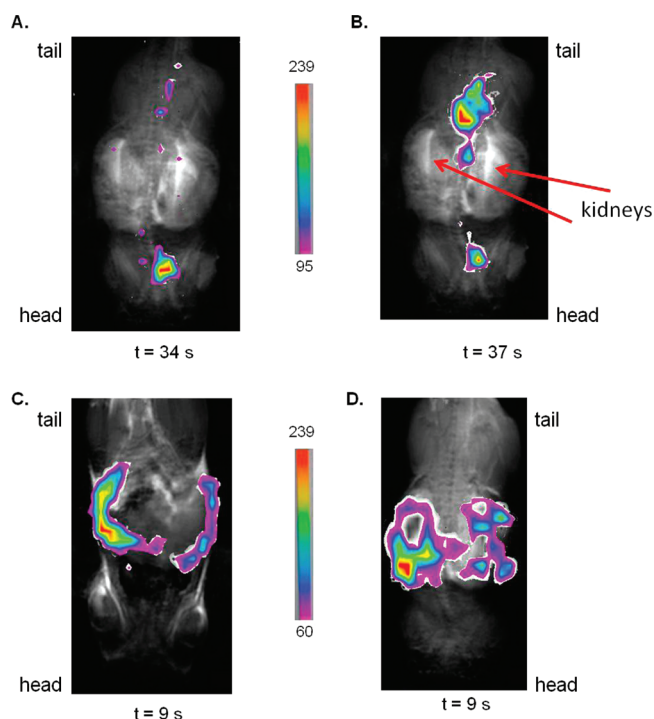 A.
B.
tail
239
95
tail
kidneys
head
head
t = 34 s
t = 37 s
C.
D.
tail
239
60
tail
head
head
t = 9 s
t = 9 s